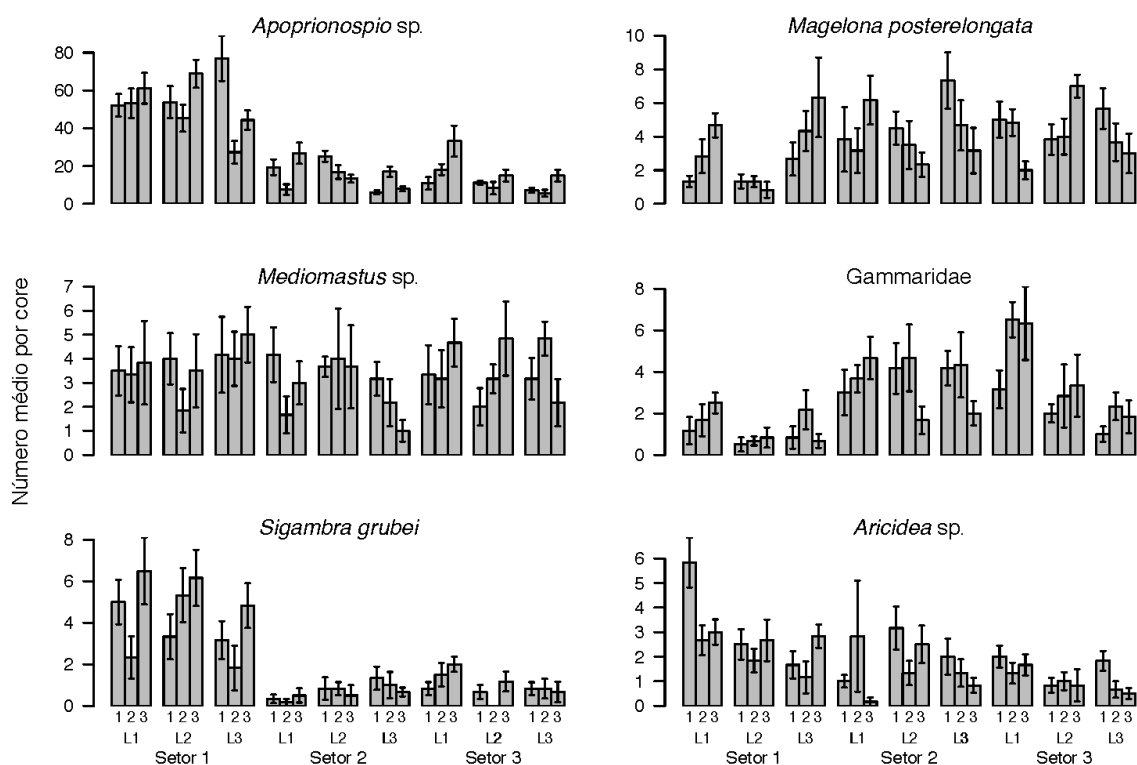 Apoprionospio sp.
Magelona posterelongata
80
60
40
20
0
10
8
6
4
2
0
Mediomastus sp.
Gammaridae
Número médio por core
7
6
5
4
3
2
1
0
8
6
4
2
0
Sigambra grubei
Aricidea sp.
8
6
4
2
0
6
5
4
3
2
1
0
1 2 3 1 2 3 1 2 3 1 2 3 1 2 3 1 2 3 1 2 3 1 2 3 1 2 3
L1 L2 L3 L1 L2 L3 L1 L2 L3
Setor 1 Setor 2 Setor 3
1 2 3 1 2 3 1 2 3 1 2 3 1 2 3 1 2 3 1 2 3 1 2 3 1 2 3
L1 L2 L3 L1 L2 L3 L1 L2 L3
Setor 1 Setor 2 Setor 3